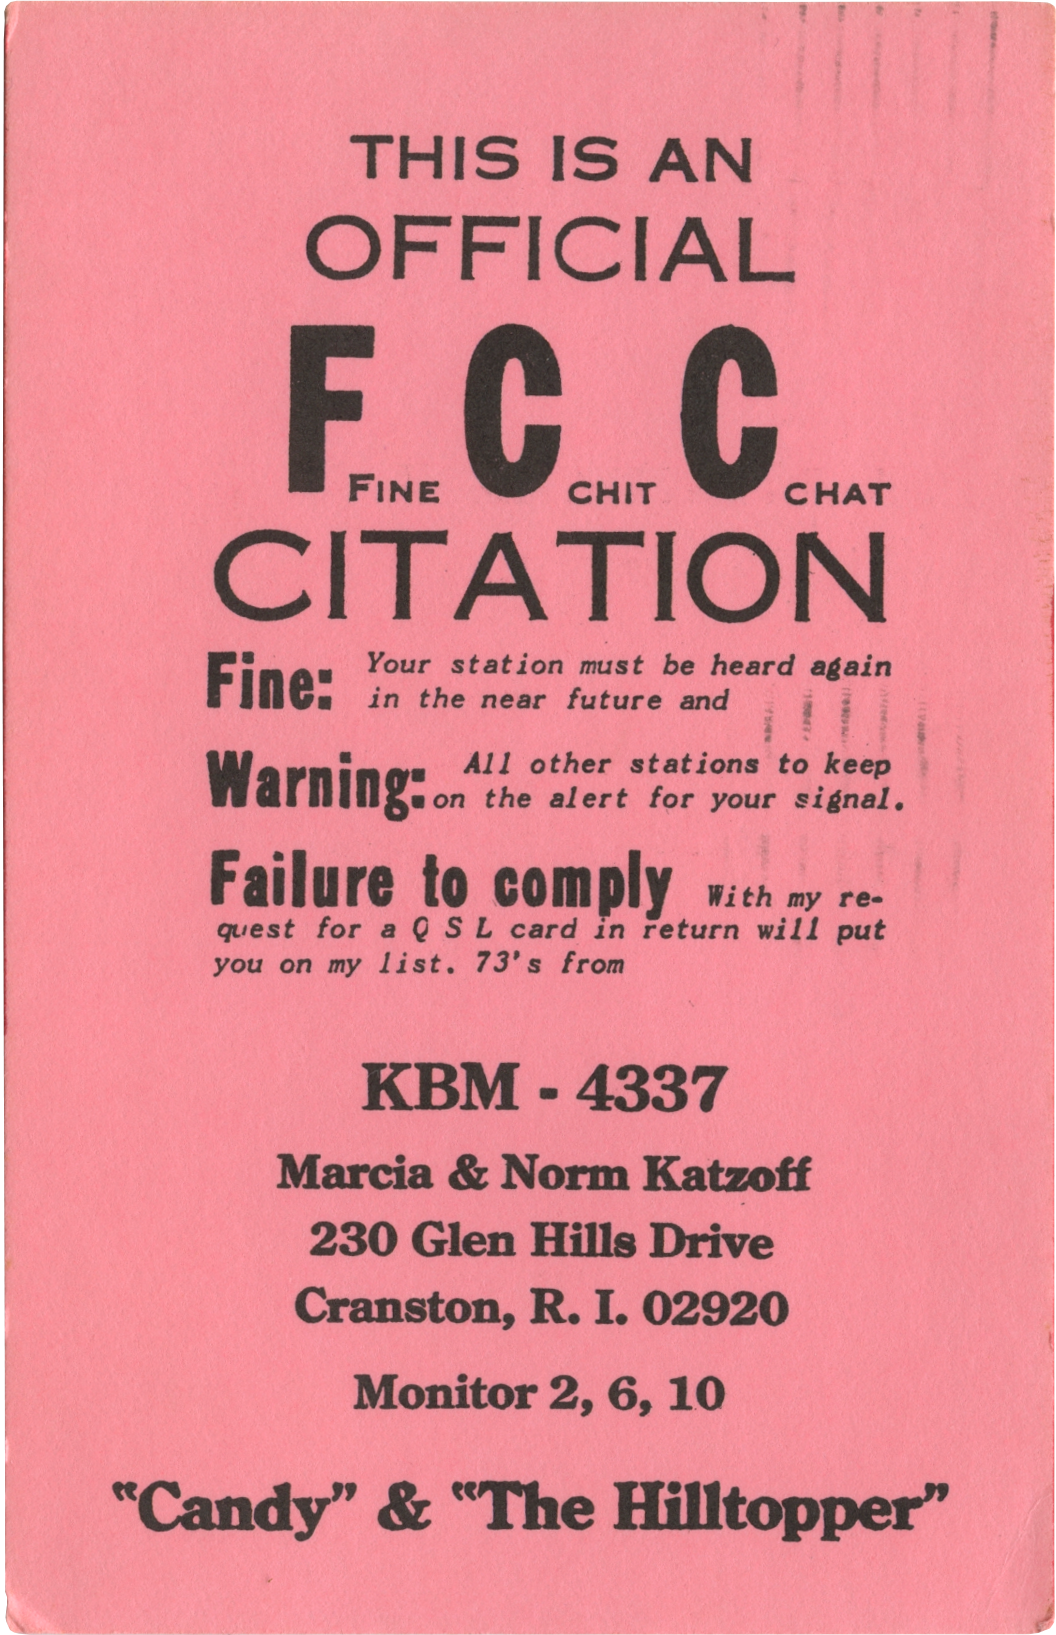 THIS IS AN
OFFICIAL
F FINE C CHIT C CHAT
CITATION
Fine: Your station must be heard again
in the near future and
Warning: All other stations to keep
on the alert for your signal.
Failure to comply With my re-
quest for a Q S L card in return will put
you on my list. 73's from
KBM - 4337
Marcia & Norm Katzoff
230 Glen Hills Drive
Cranston, R. I. 02920
Monitor 2, 6, 10
"Candy" & "The Hilltopper"